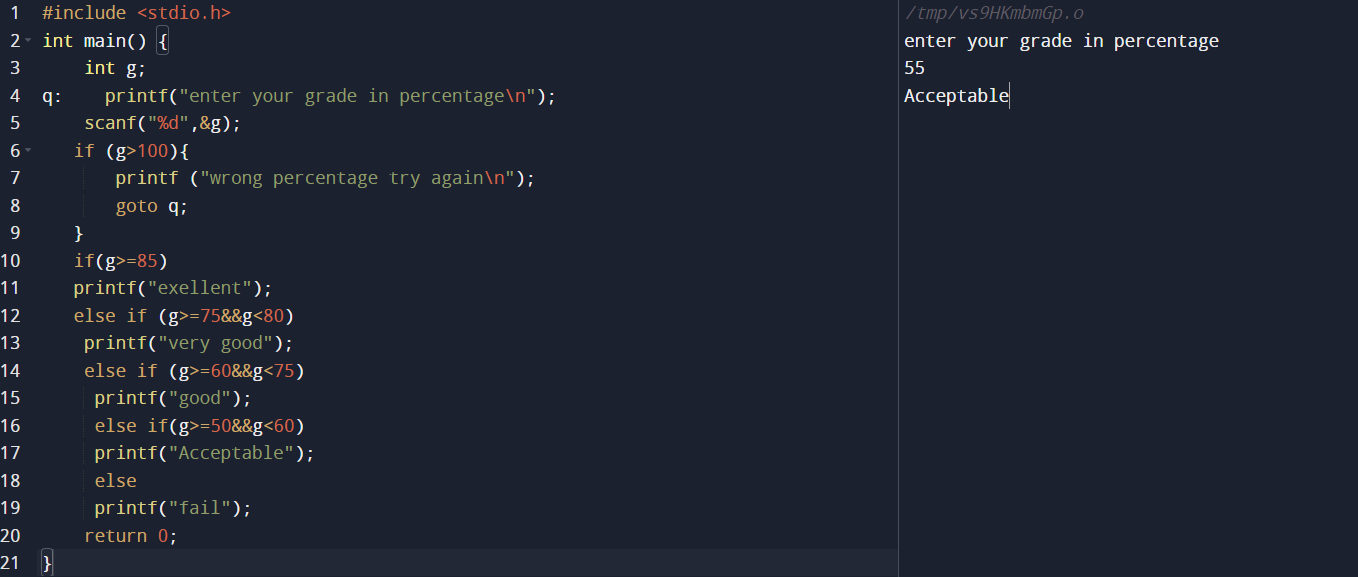 1 #include <stdio.h>
2 int main() {
3 int g;
4 q: printf("enter your grade in percentage\n");
5 scanf("%d",&g);
6 if (g>100){
7 printf ("wrong percentage try again\n");
8 goto q;
9 }
10 if(g>=85)
11 printf("exellent");
12 else if (g>=75&&g<80)
13 printf("very good");
14 else if (g>=60&&g<75)
15 printf("good");
16 else if(g>=50&&g<60)
17 printf("Acceptable");
18 else
19 printf("fail");
20 return 0;
21 }
/tmp/vs9HKmbmGp.o
enter your grade in percentage
55
Acceptable